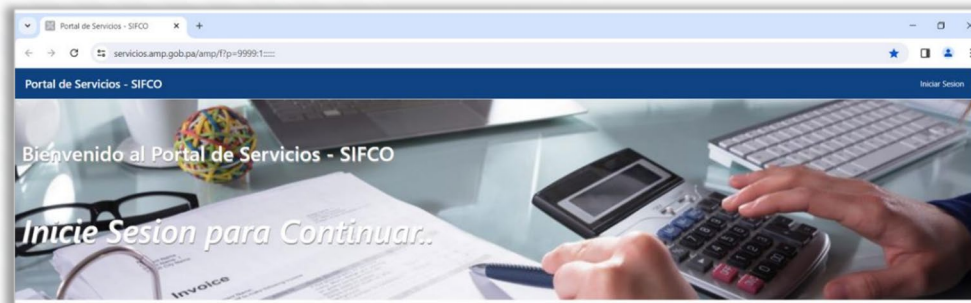 Portal de Servicios - SIFCO
servicios.amp.gob.pa/amp/f?p=9999:1::::::
Portal de Servicios - SIFCO
Iniciar Sesion
Bienvenido al Portal de Servicios - SIFCO
Inicie Sesion para Continuar..
Invoice